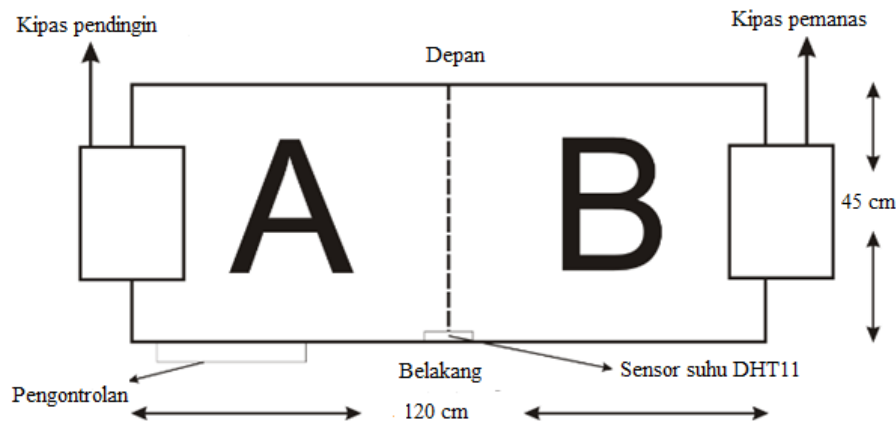 Kipas pendingin
Kipas pemanas
Depan
A
B
45 cm
Belakang
Sensor suhu DHT11
Pengontrolan
120 cm